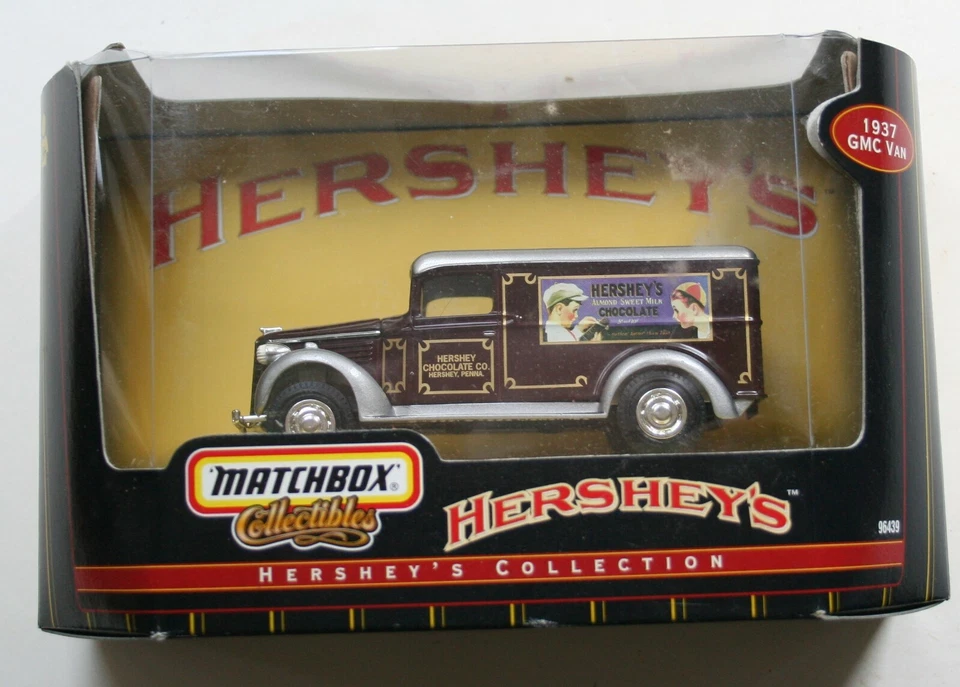 HERSHEY'S
1937
GMC VAN
HERSHEY'S
ALMOND SWEET MILK
CHOCOLATE
HERSHEY
CHOCOLATE CO.
HERSHEY, PENNA.
MATCHBOX®
Collectibles
HERSHEY'S™
96439
HERSHEY'S COLLECTION